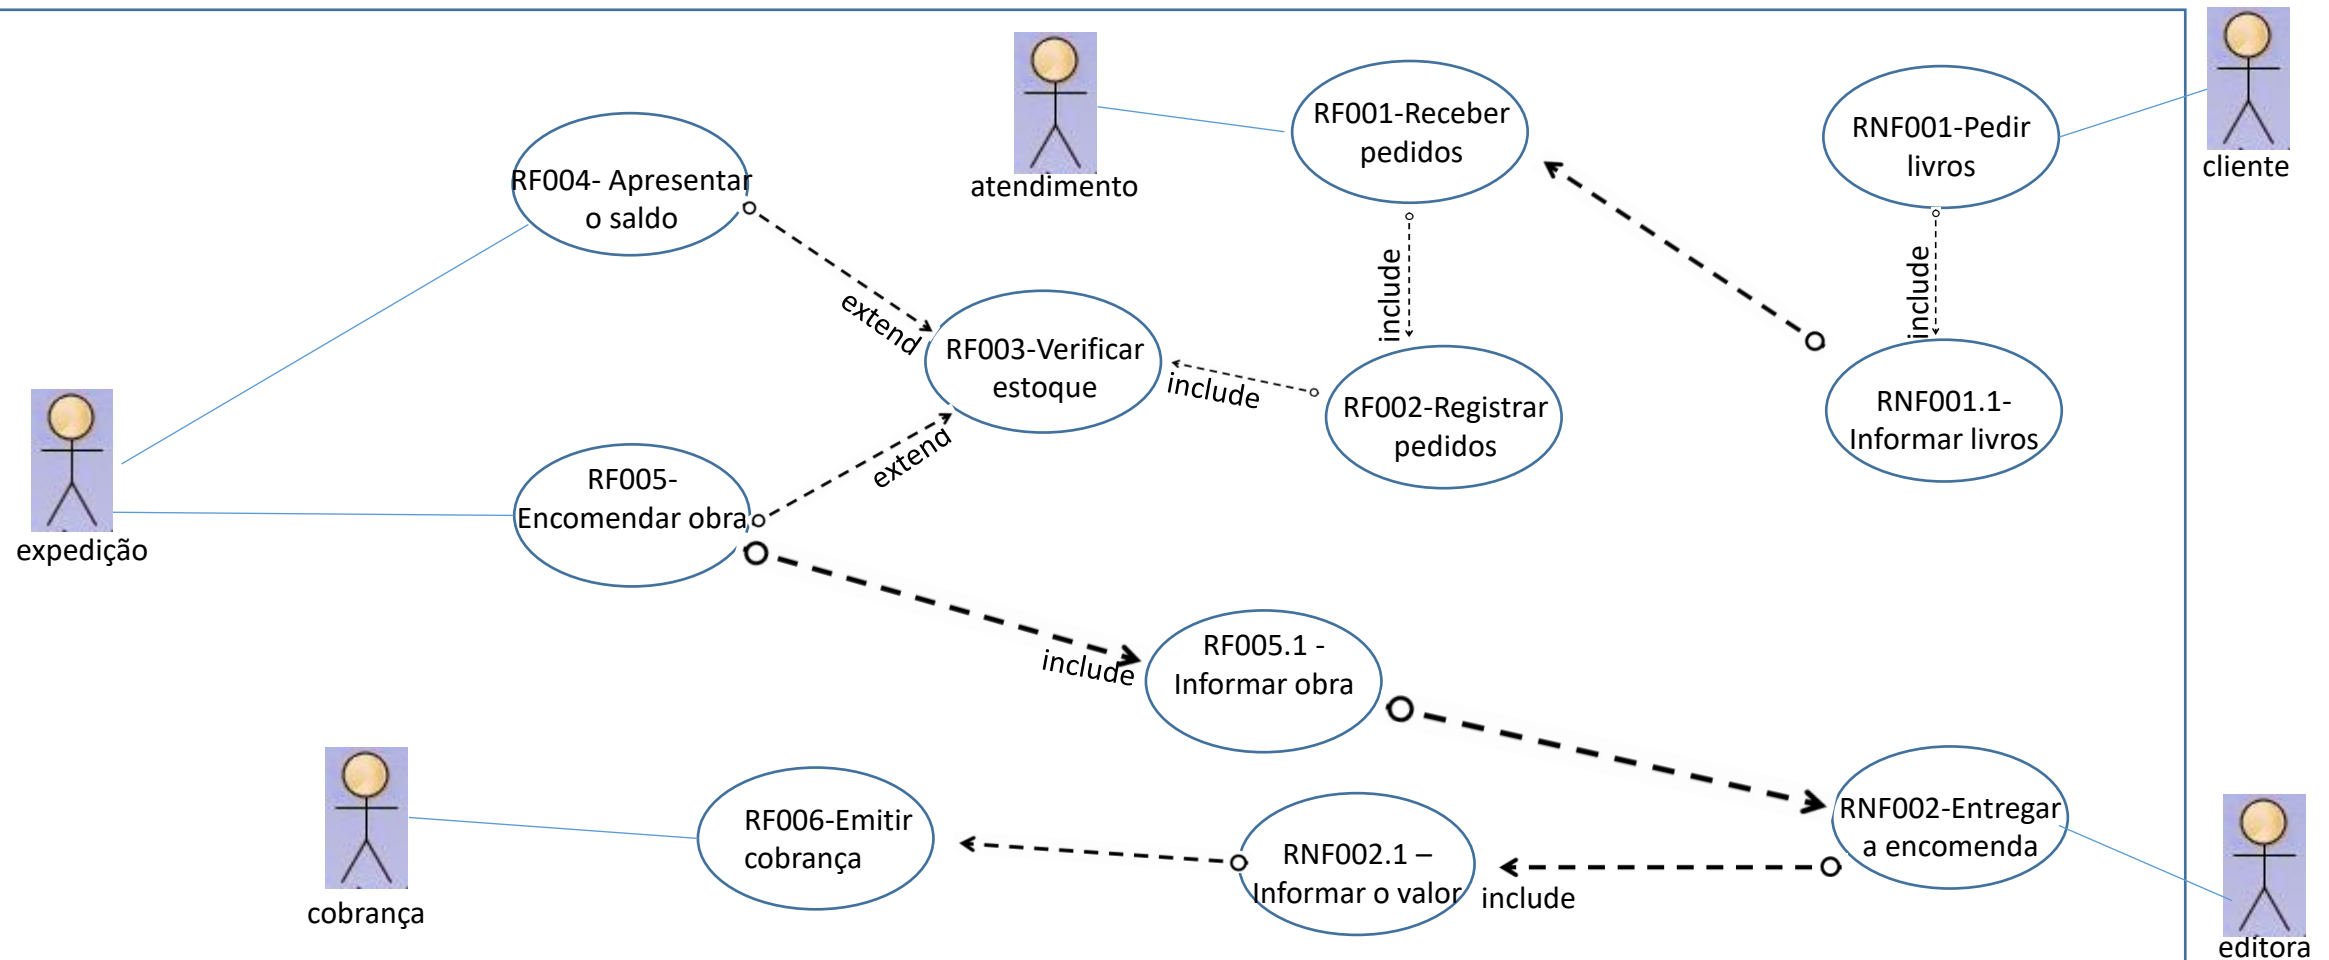 RF001-Receber
pedidos
RNF001-Pedir
livros
cliente
atendimento
RF004- Apresentar
o saldo
include
include
extend
RF003-Verificar
estoque
include
RF002-Registrar
pedidos
RNF001.1-
Informar livros
extend
RF005-
Encomendar obra
expedição
include
RF005.1 -
Informar obra
RF006-Emitir
cobrança
cobrança
RNF002.1 –
Informar o valor
include
RNF002-Entregar
a encomenda
editora